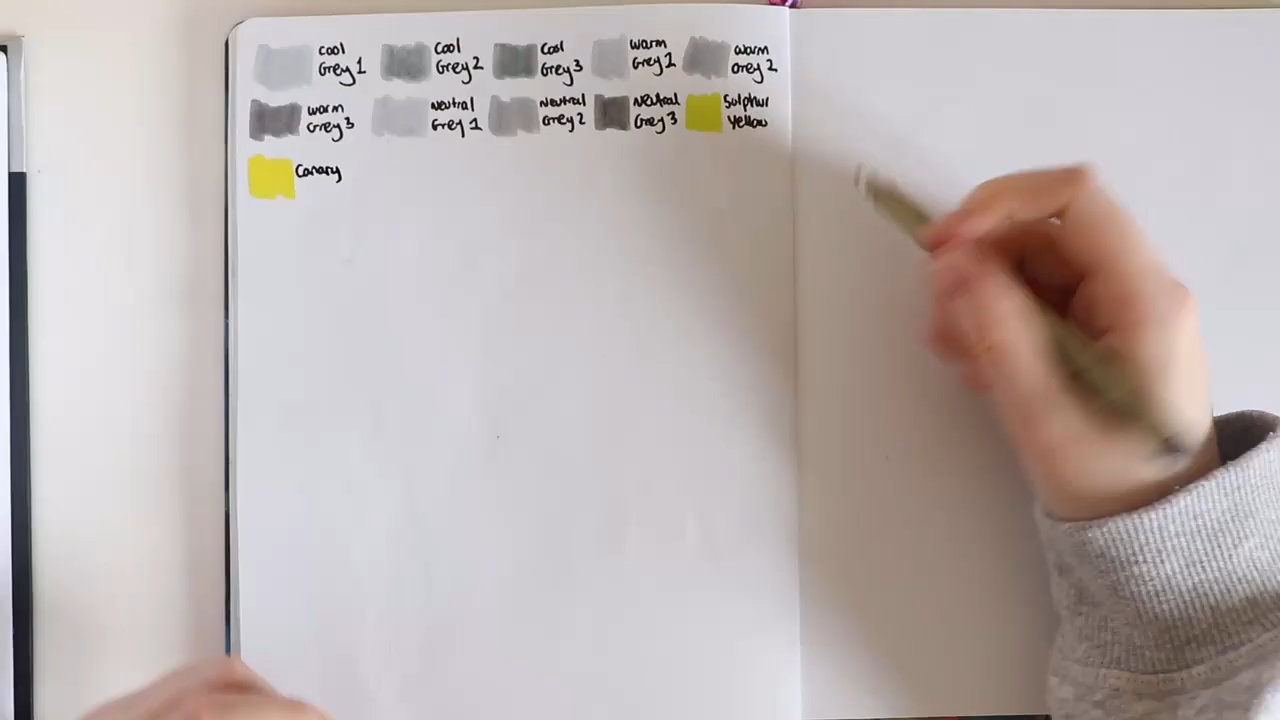 Cool Grey 1
Cool Grey 2
Cool Grey 3
Warm Grey 1
Warm Grey 2
Warm Grey 3
Neutral Grey 1
Neutral Grey 2
Neutral Grey 3
Sulphur Yellow
Canary